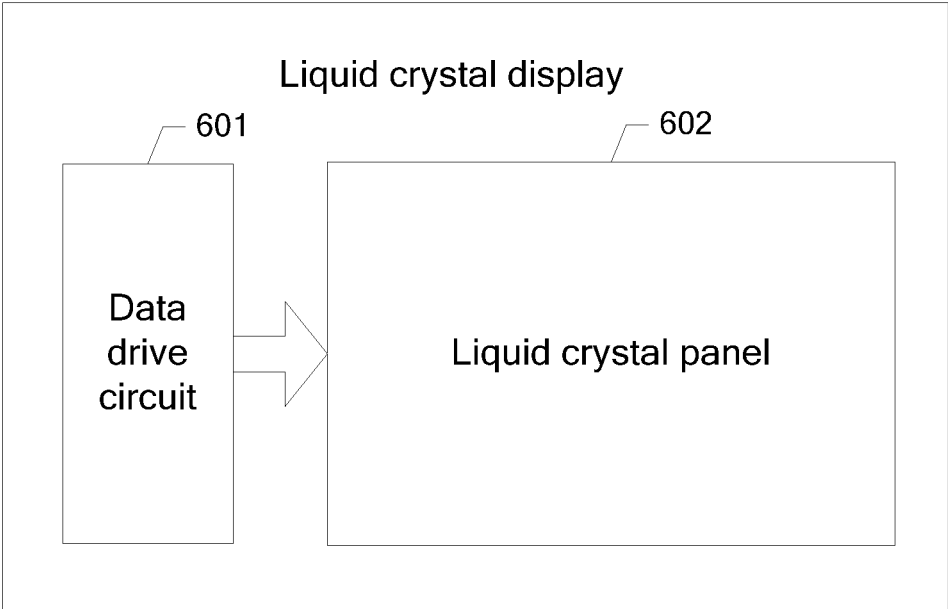 Liquid crystal display
601
602
Data
drive
circuit
Liquid crystal panel